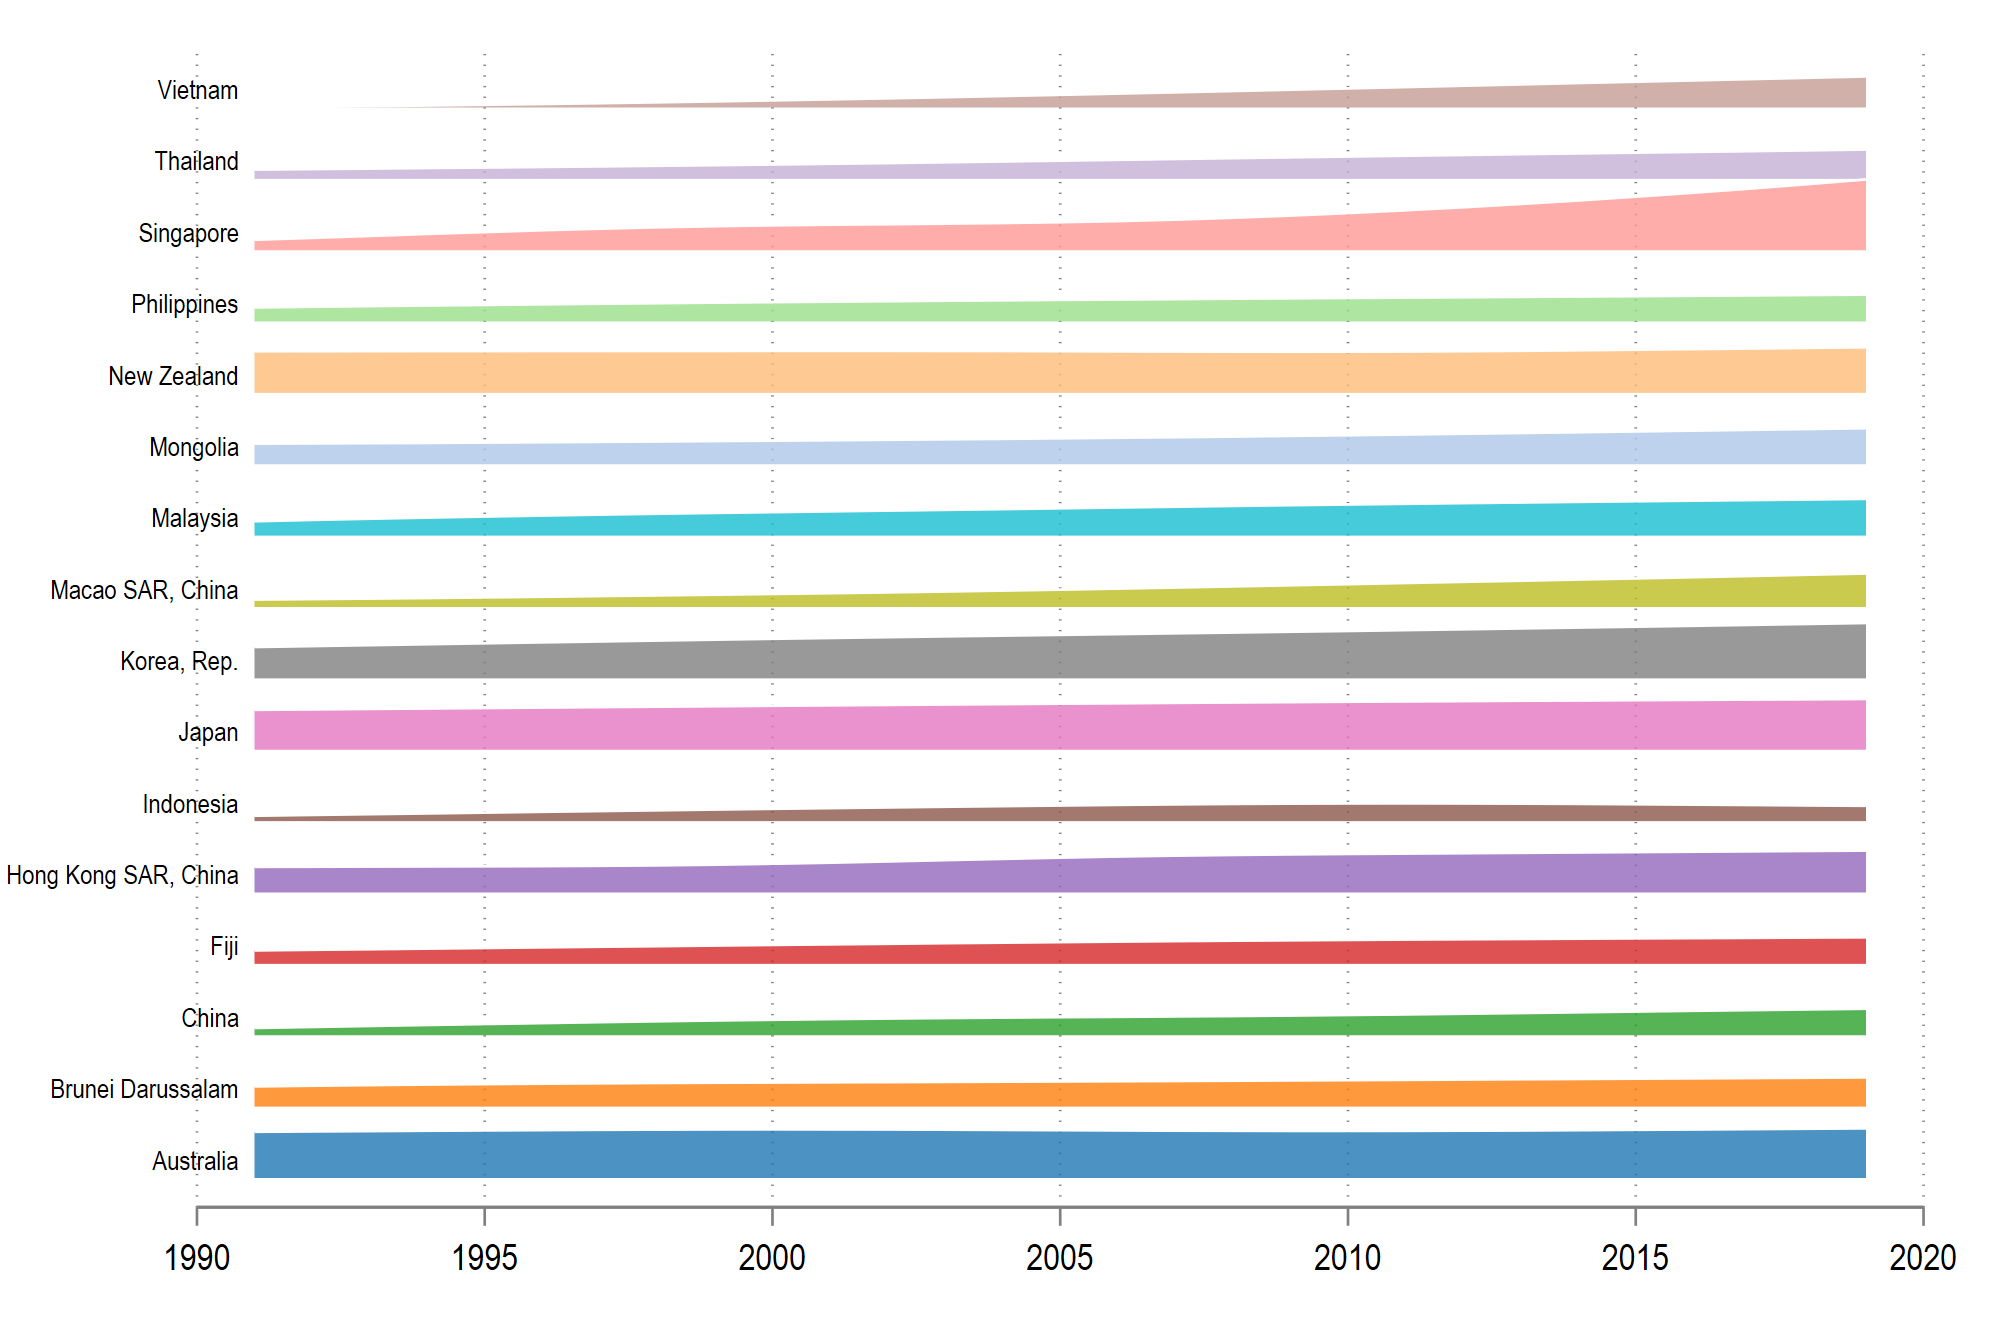 Vietnam
Thailand
Singapore
Philippines
New Zealand
Mongolia
Malaysia
Macao SAR, China
Korea, Rep.
Japan
Indonesia
Hong Kong SAR, China
Fiji
China
Brunei Darussalam
Australia
1990 1995 2000 2005 2010 2015 2020